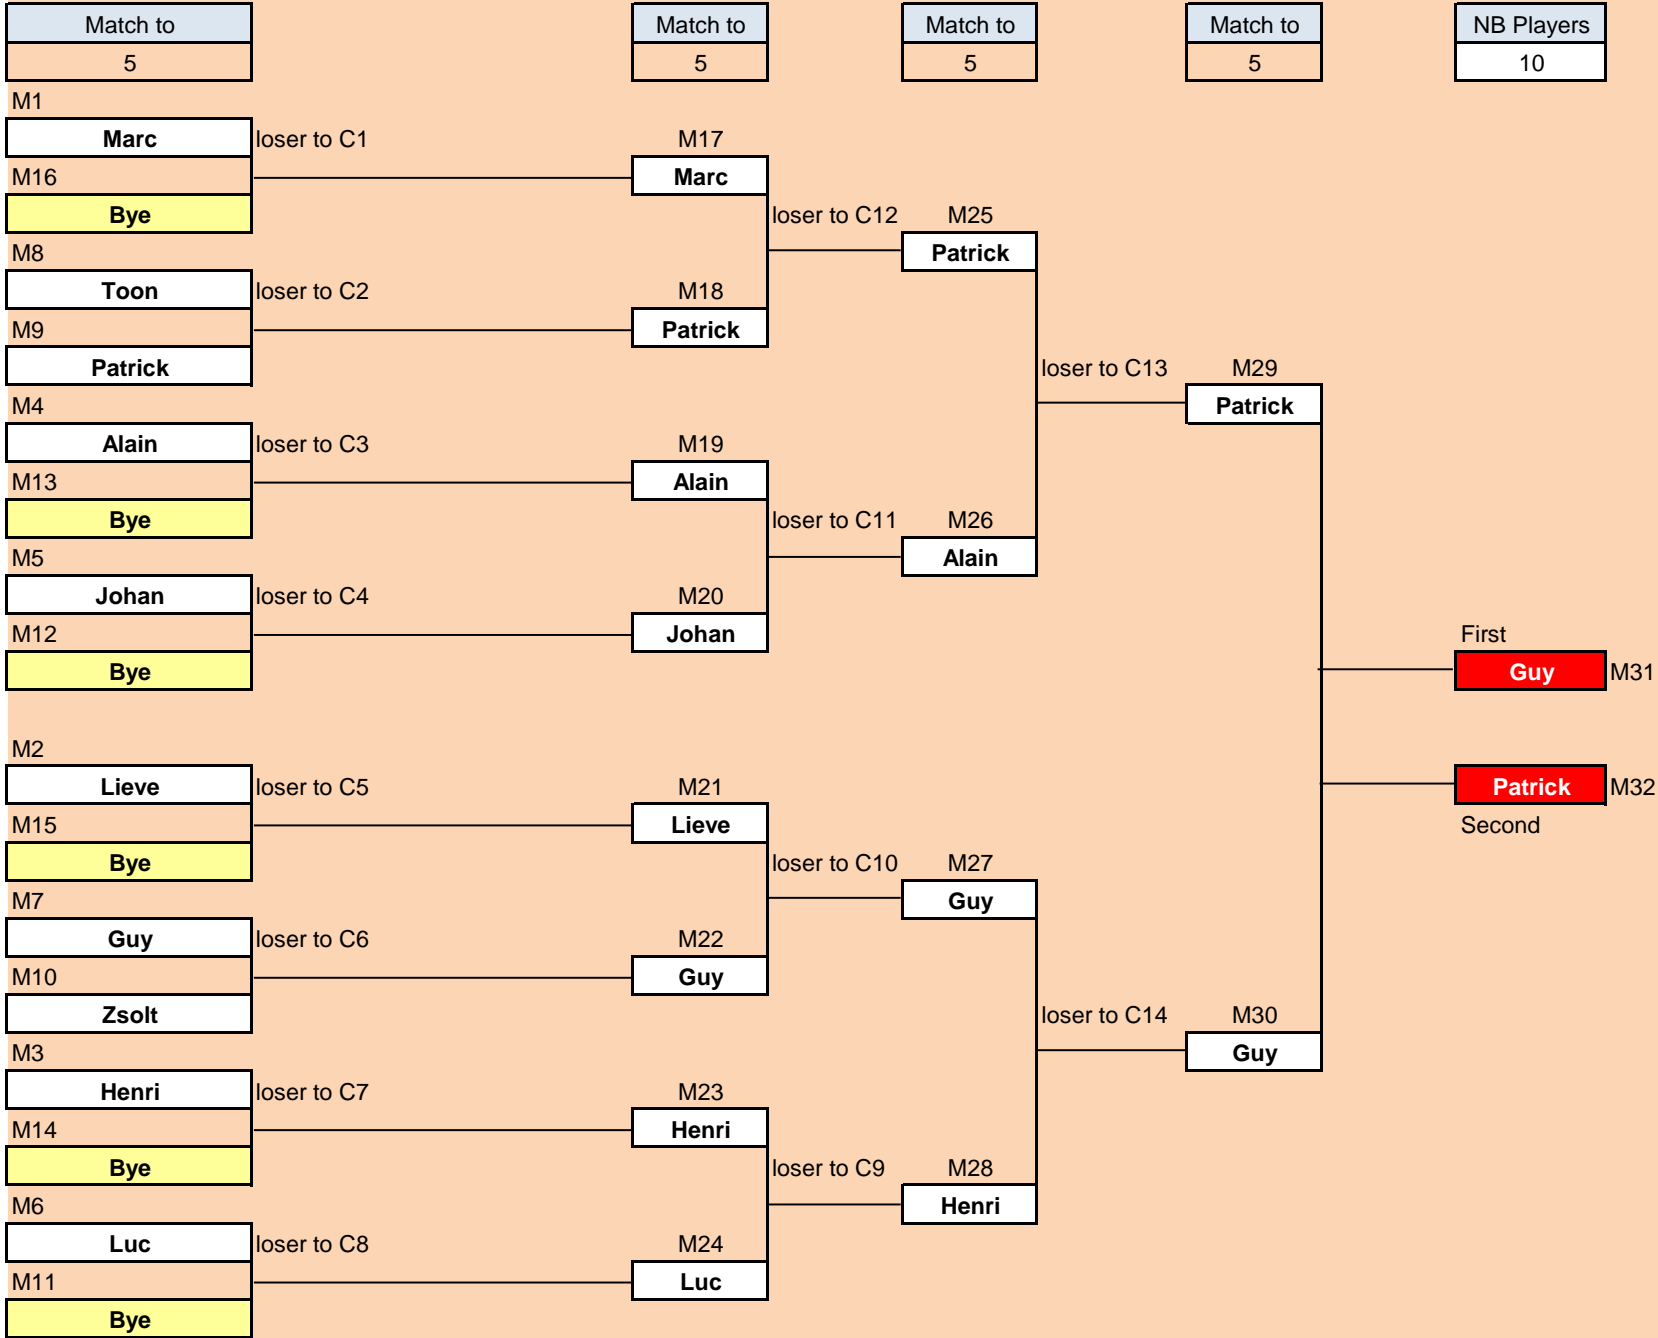 Match to Match to Match to Match to NB Players
5 5 5 5 10
M1
Marc loser to C1 M17
M16 Marc
Bye loser to C12 M25
M8 Patrick
Toon loser to C2 M18
M9 Patrick
Patrick loser to C13 M29
M4 Patrick
Alain loser to C3 M19
M13 Alain
Bye loser to C11 M26
M5 Alain
Johan loser to C4 M20
M12 Johan First
Bye Guy M31
M2
Lieve loser to C5 M21 Patrick M32
M15 Lieve Second
Bye loser to C10 M27
M7 Guy
Guy loser to C6 M22
M10 Guy
Zsolt loser to C14 M30
M3 Guy
Henri loser to C7 M23
M14 Henri
Bye loser to C9 M28
M6 Henri
Luc loser to C8 M24
M11 Luc
Bye